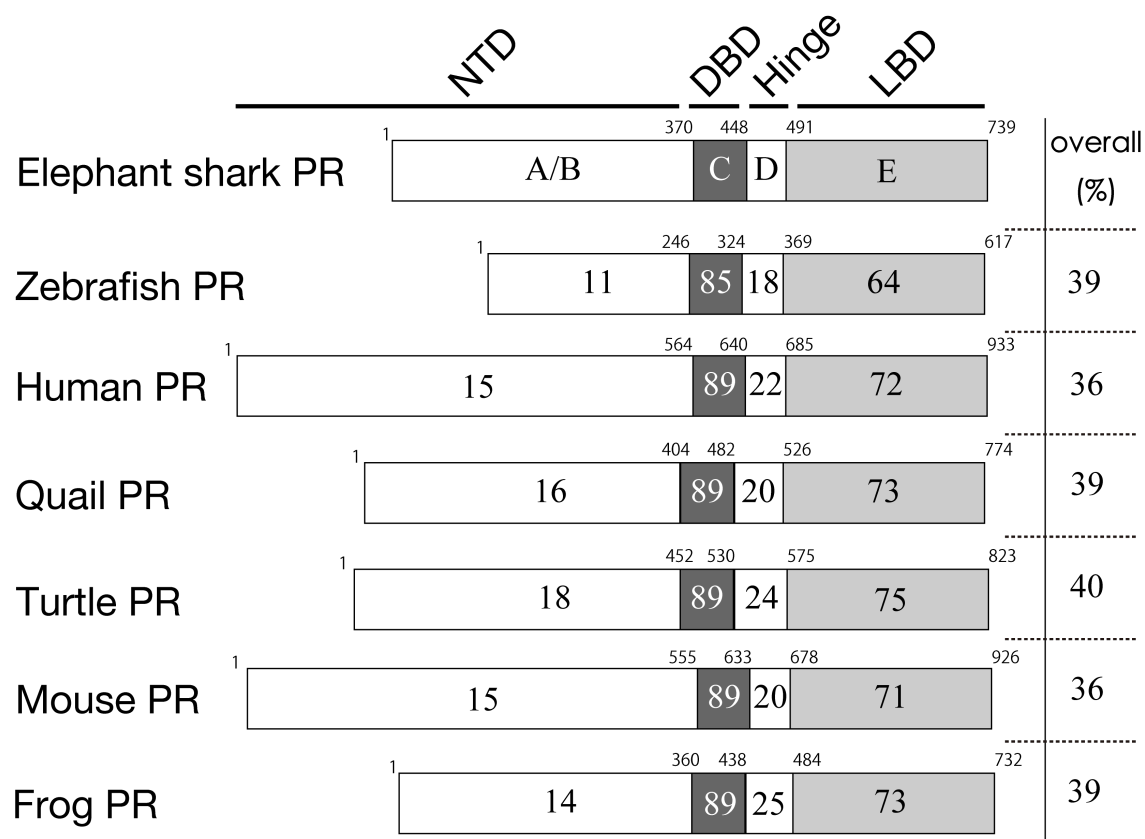 NTD DBD Hinge LBD
1 370 448 491 739
Elephant shark PR A/B C D E overall
(%)
1 246 324 369 617
Zebrafish PR 11 85 18 64 39
1 564 640 685 933
Human PR 15 89 22 72 36
1 404 482 526 774
Quail PR 16 89 20 73 39
1 452 530 575 823
Turtle PR 18 89 24 75 40
1 555 633 678 926
Mouse PR 15 89 20 71 36
1 360 438 484 732
Frog PR 14 89 25 73 39